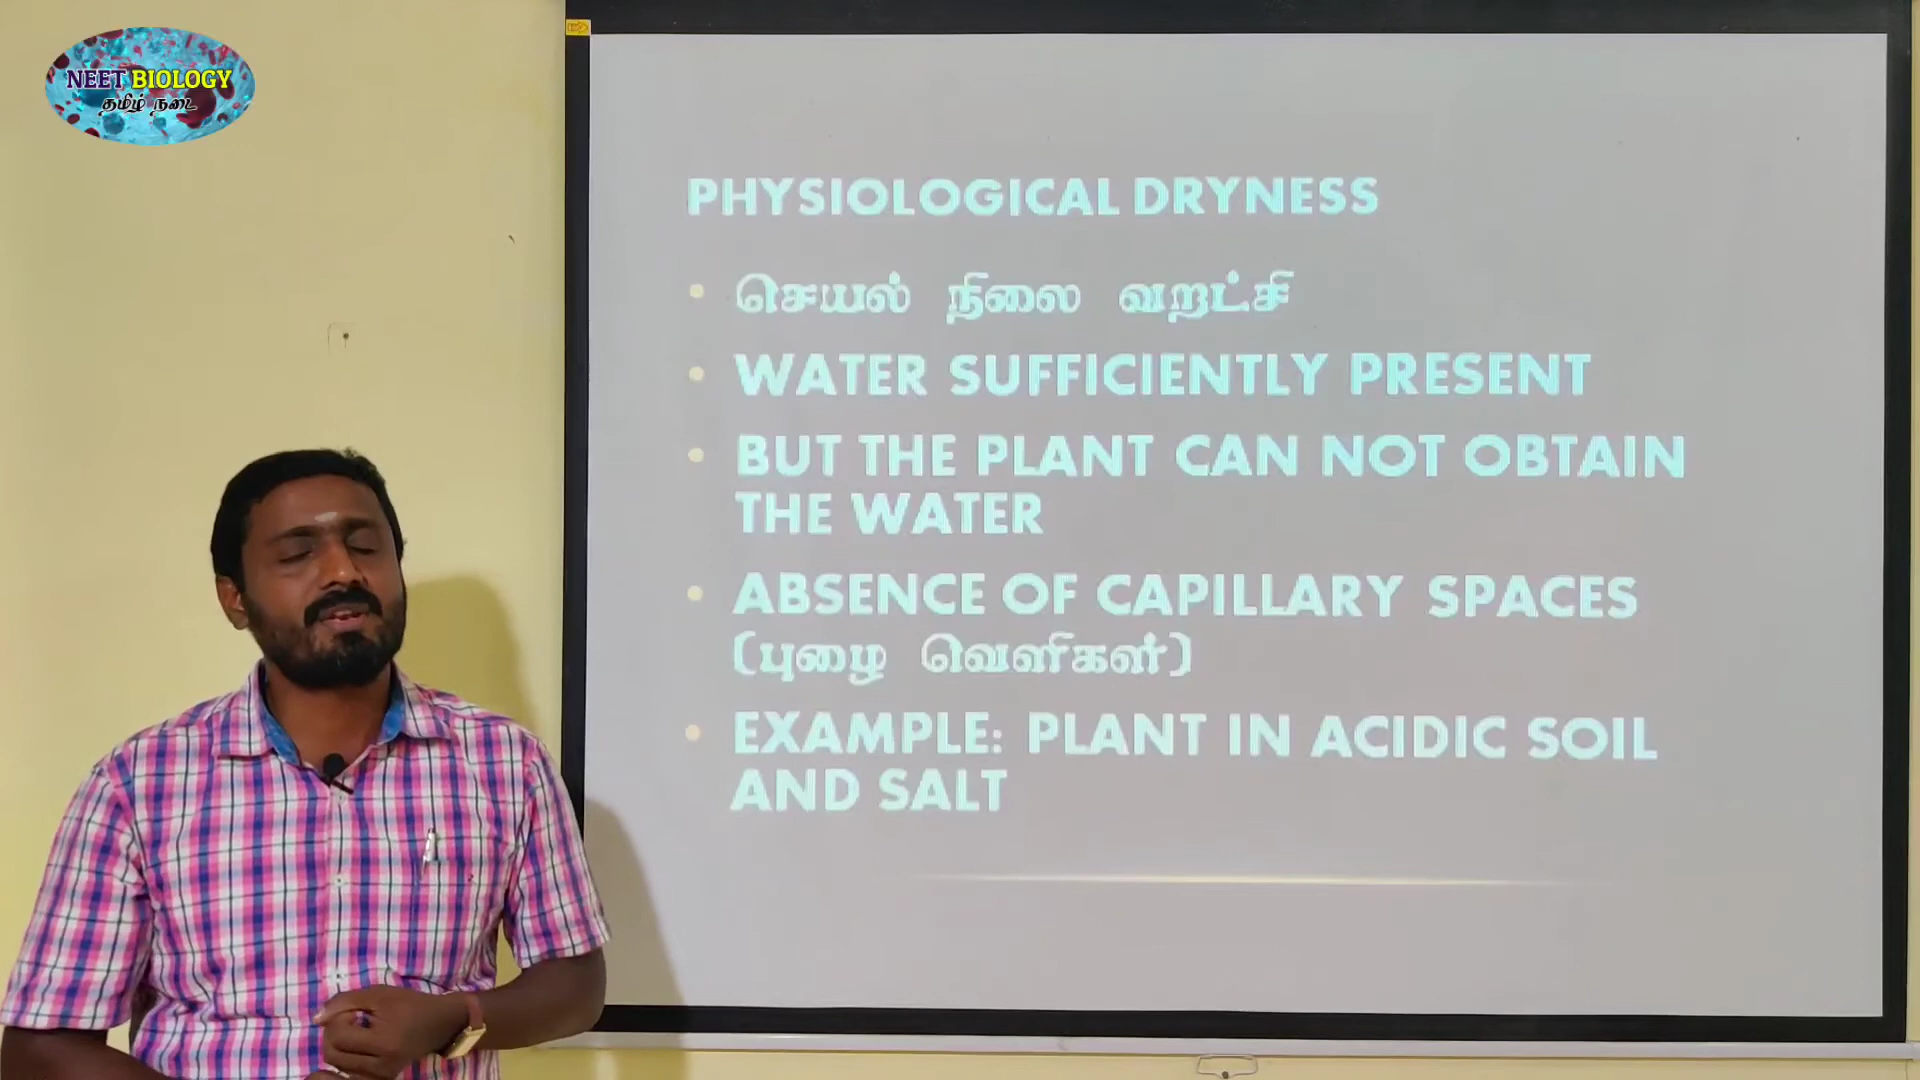 NEET BIOLOGY
தமிழ் நடை
PHYSIOLOGICAL DRYNESS
• செயல் நிலை வறட்சி
• WATER SUFFICIENTLY PRESENT
• BUT THE PLANT CAN NOT OBTAIN
THE WATER
• ABSENCE OF CAPILLARY SPACES
(புழை வெளிகள்)
• EXAMPLE: PLANT IN ACIDIC SOIL
AND SALT